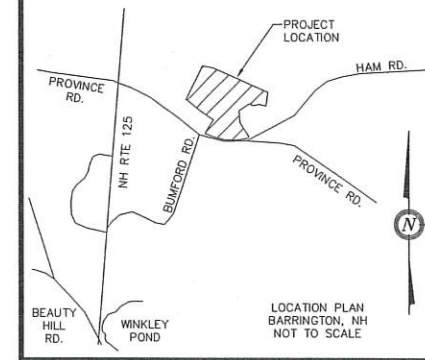 PROJECT
LOCATION
HAM RD.
PROVINCE
RD.
NH RTE 125
BUMFORD RD.
PROVINCE RD.
N
BEAUTY
HILL
RD.
WINKLEY
POND
LOCATION PLAN
BARRINGTON, NH
NOT TO SCALE